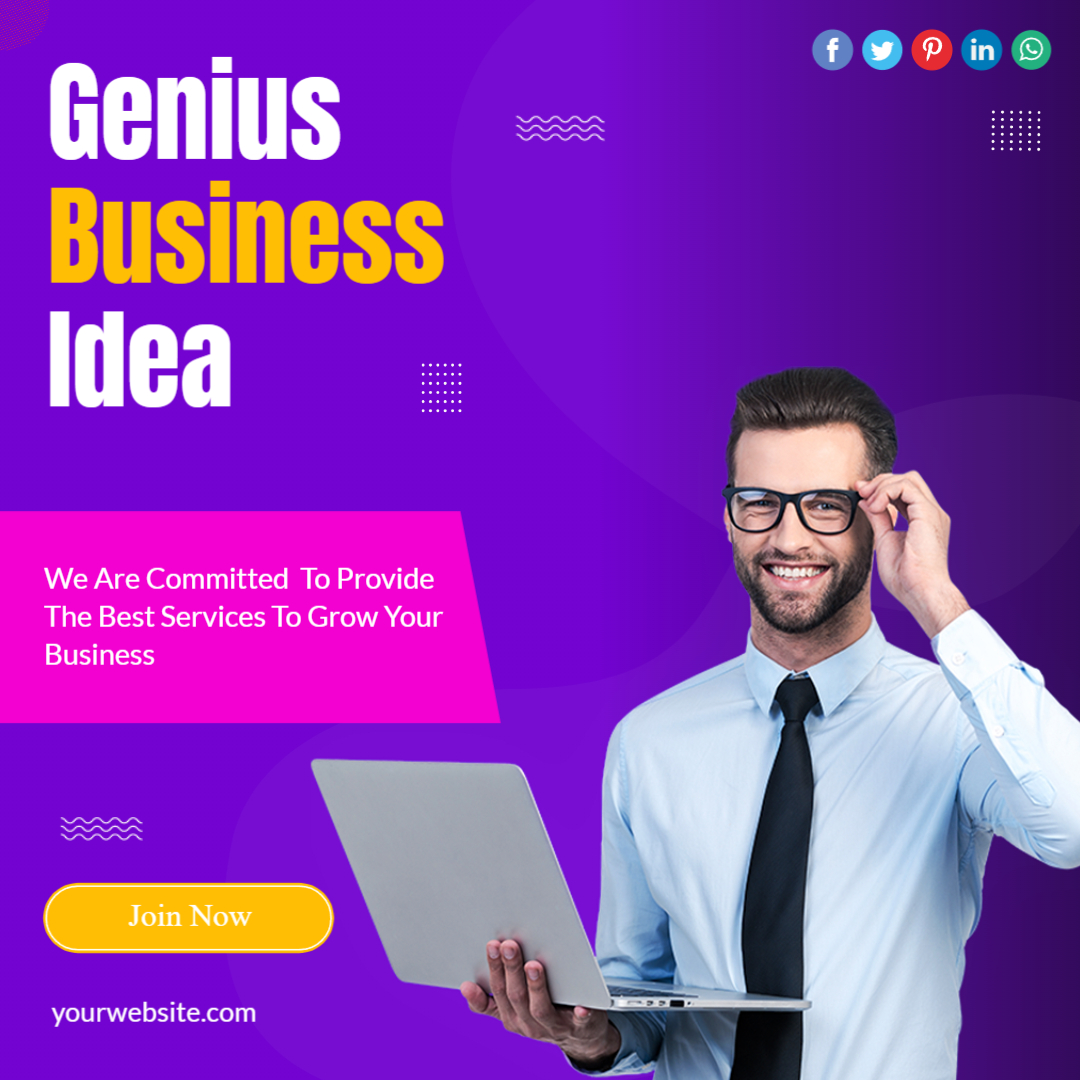 Genius
Business
Idea
We Are Committed  To Provide
The Best Services To Grow Your
Business
Join Now
yourwebsite.com